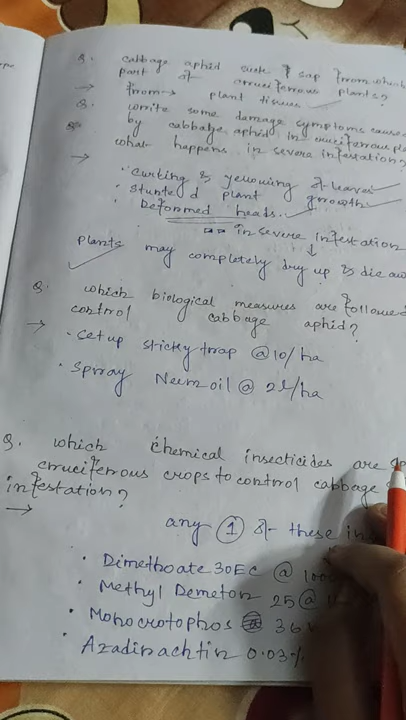 Q. cabbage aphid suck sap from which
part of cruciferous plants?
→ from → plant tissues
Q. write some damage symptoms caused
by cabbage aphid in cruciferous
what happens in severe infestation?
→
· curling & yellowing of leaves
· stunted plant growth
· Deformed heads.
in severe infestation
↓
plants may completely dry up & die
Q. which biological measures are followed
control cabbage aphid?
→ · setup sticky trap @ 10/ha
· Spray Neem oil @ 2l/ha
Q. which chemical insecticides are
cruciferous crops to control cabbage
infestation?
→
any 1 of these
· Dimethoate 30EC @
· Methyl Demeton 25 @
· Monocrotophos 36
· Azadirachtin 0.03%